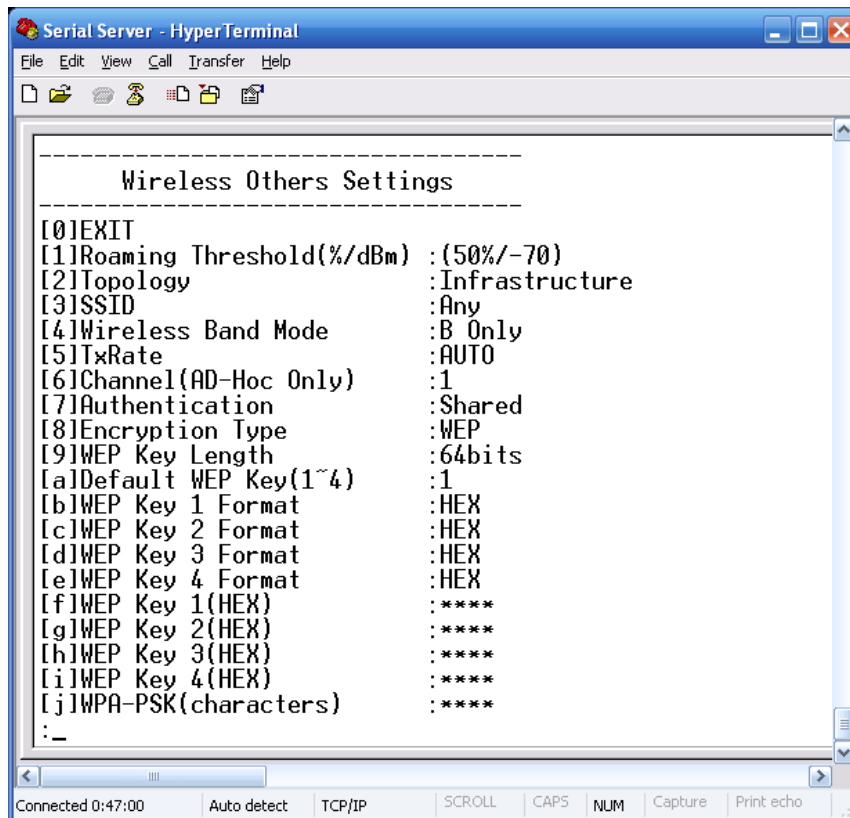 Serial Server - HyperTerminal
File Edit View Call Transfer Help
-----------------------------------
Wireless Others Settings
-----------------------------------
[0]EXIT
[1]Roaming Threshold(%/dBm) :(50%/-70)
[2]Topology :Infrastructure
[3]SSID :Any
[4]Wireless Band Mode :B Only
[5]TxRate :AUTO
[6]Channel(AD-Hoc Only) :1
[7]Authentication :Shared
[8]Encryption Type :WEP
[9]WEP Key Length :64bits
[a]Default WEP Key(1~4) :1
[b]WEP Key 1 Format :HEX
[c]WEP Key 2 Format :HEX
[d]WEP Key 3 Format :HEX
[e]WEP Key 4 Format :HEX
[f]WEP Key 1(HEX) :****
[g]WEP Key 2(HEX) :****
[h]WEP Key 3(HEX) :****
[i]WEP Key 4(HEX) :****
[j]WPA-PSK(characters) :****
:_
Connected 0:47:00 Auto detect TCP/IP SCROLL CAPS NUM Capture Print echo